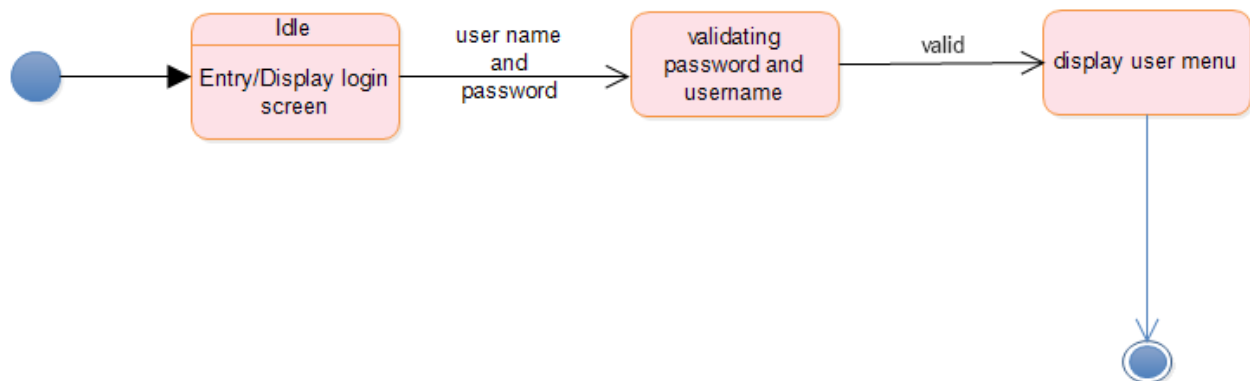 Idle
Entry/Display login
screen
user name
and
password
validating
password and
username
valid
display user menu